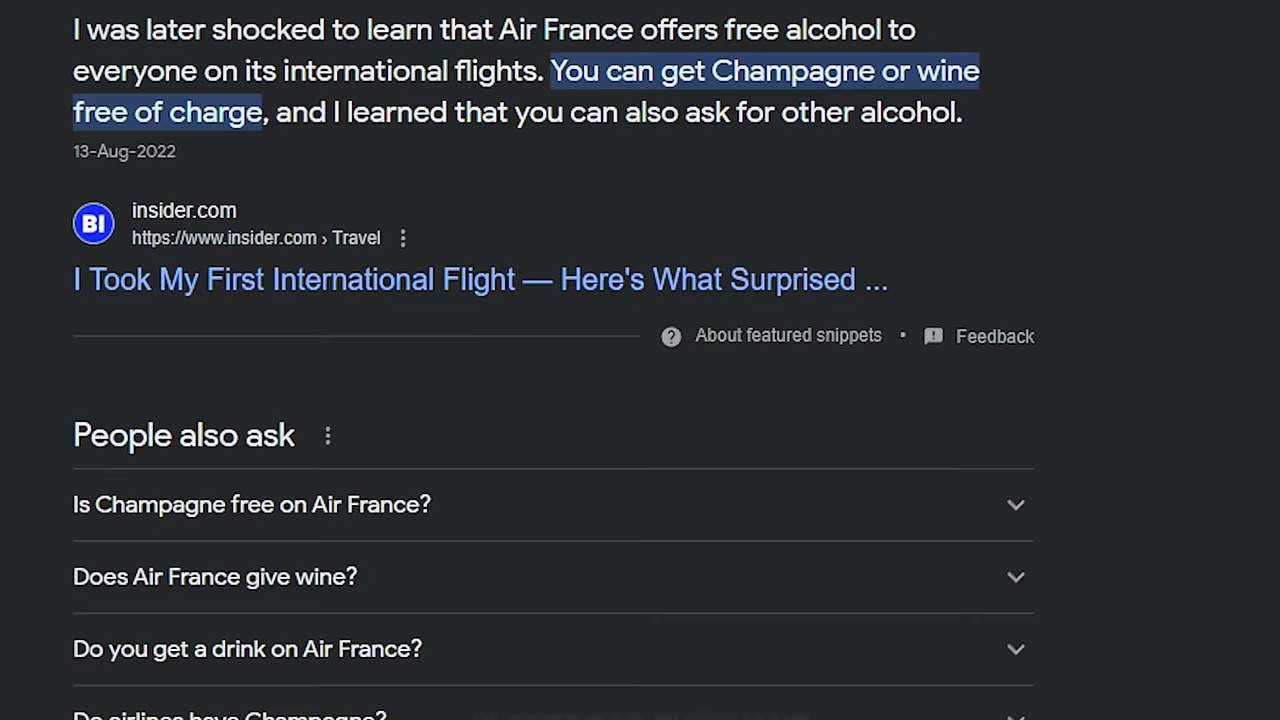 I was later shocked to learn that Air France offers free alcohol to
everyone on its international flights. You can get Champagne or wine
free of charge, and I learned that you can also ask for other alcohol.
13-Aug-2022
BI
insider.com
https://www.insider.com › Travel
I Took My First International Flight — Here's What Surprised ...
About featured snippets • Feedback
People also ask
Is Champagne free on Air France?
Does Air France give wine?
Do you get a drink on Air France?
Do airlines have Champagne?